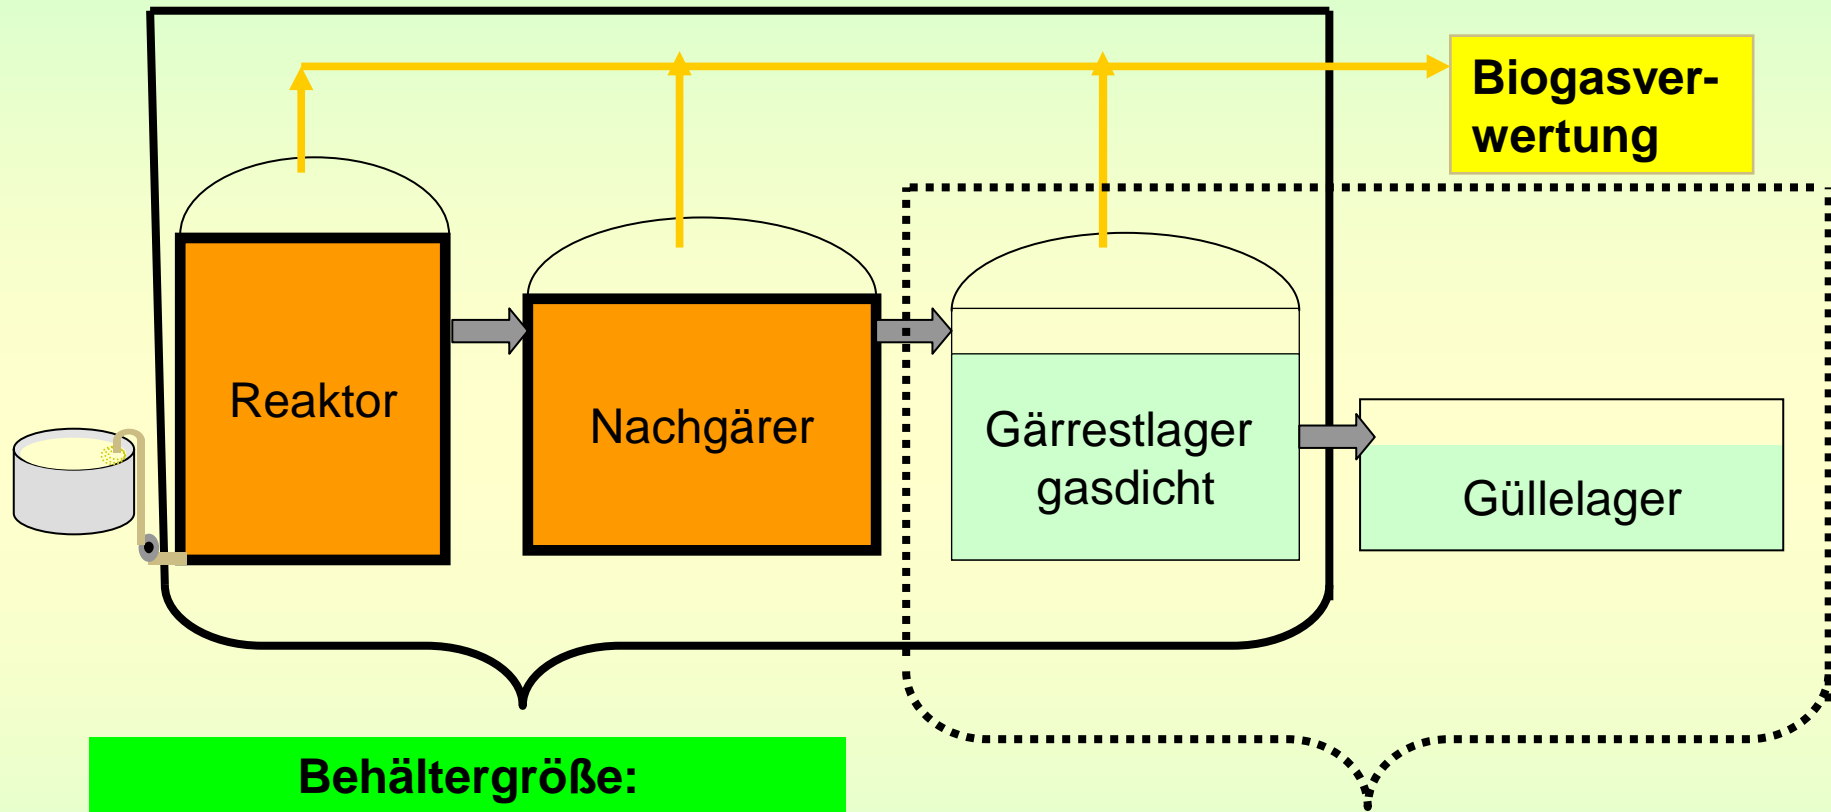 Biogasver-
wertung
Reaktor
Nachgärer
Gärrestlager
gasdicht
Güllelager
Behältergröße: